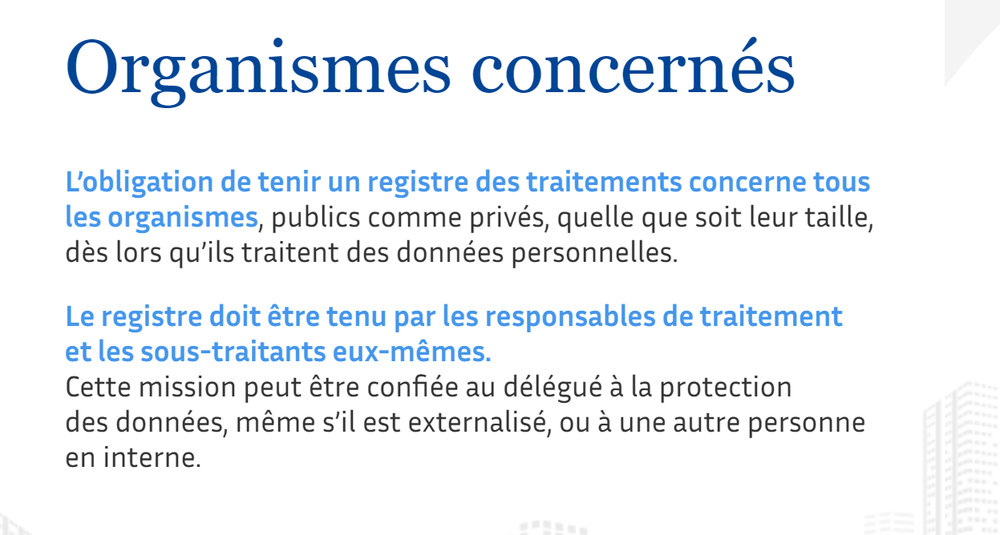 Organismes concernés
L’obligation de tenir un registre des traitements concerne tous
les organismes, publics comme privés, quelle que soit leur taille,
dès lors qu’ils traitent des données personnelles.
Le registre doit être tenu par les responsables de traitement
et les sous-traitants eux-mêmes.
Cette mission peut être confiée au délégué à la protection
des données, même s’il est externalisé, ou à une autre personne
en interne.